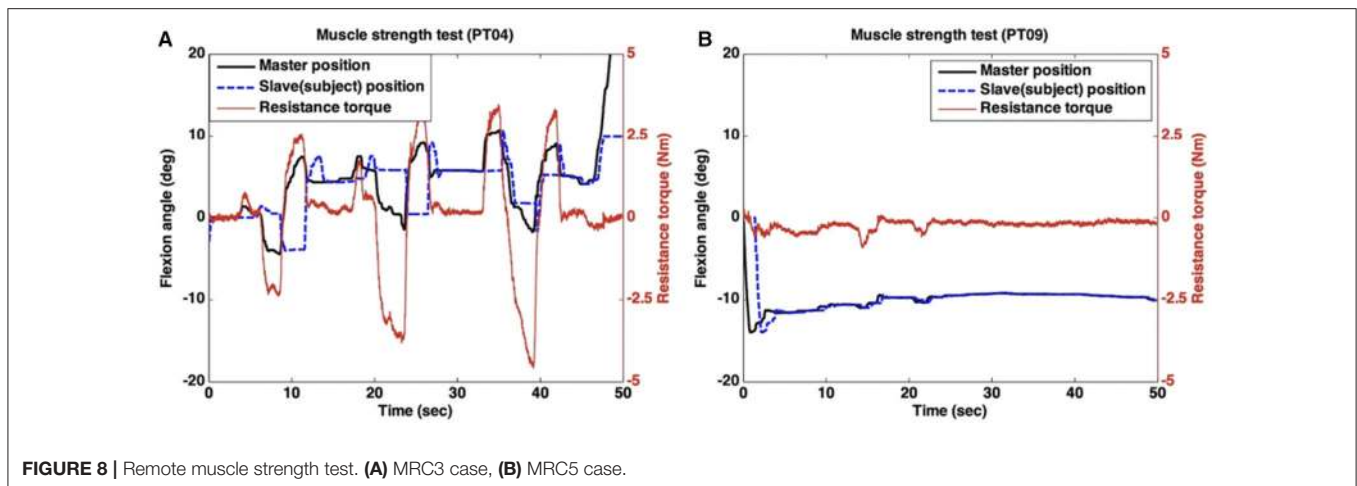 A
Muscle strength test (PT04)
Master position
Slave(subject) position
Resistance torque
20
10
0
-10
-20
Flexion angle (deg)
0
10
20
30
40
50
Time (sec)
5
2.5
0
-2.5
-5
Resistance torque (Nm)
B
Muscle strength test (PT09)
Master position
Slave(subject) position
Resistance torque
20
10
0
-10
-20
Flexion angle (deg)
0
10
20
30
40
50
Time (sec)
5
2.5
0
-2.5
-5
Resistance torque (Nm)
FIGURE 8 | Remote muscle strength test. (A) MRC3 case, (B) MRC5 case.